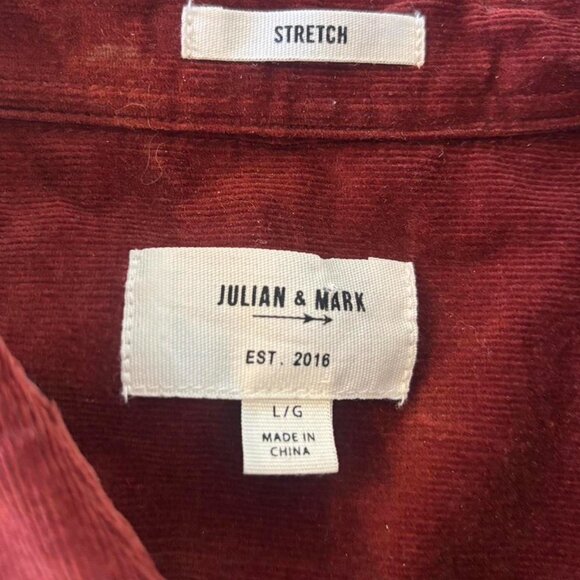 STRETCH
JULIAN & MARK
EST. 2016
L/G
MADE IN
CHINA